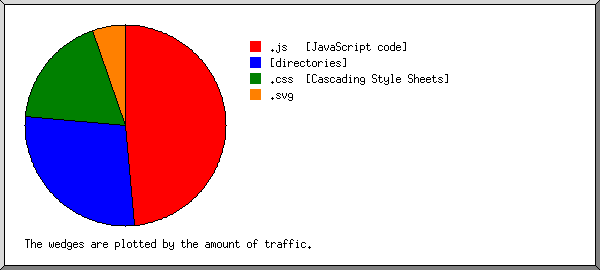 .js [JavaScript code]
[directories]
.css [Cascading Style Sheets]
.svg
The wedges are plotted by the amount of traffic.